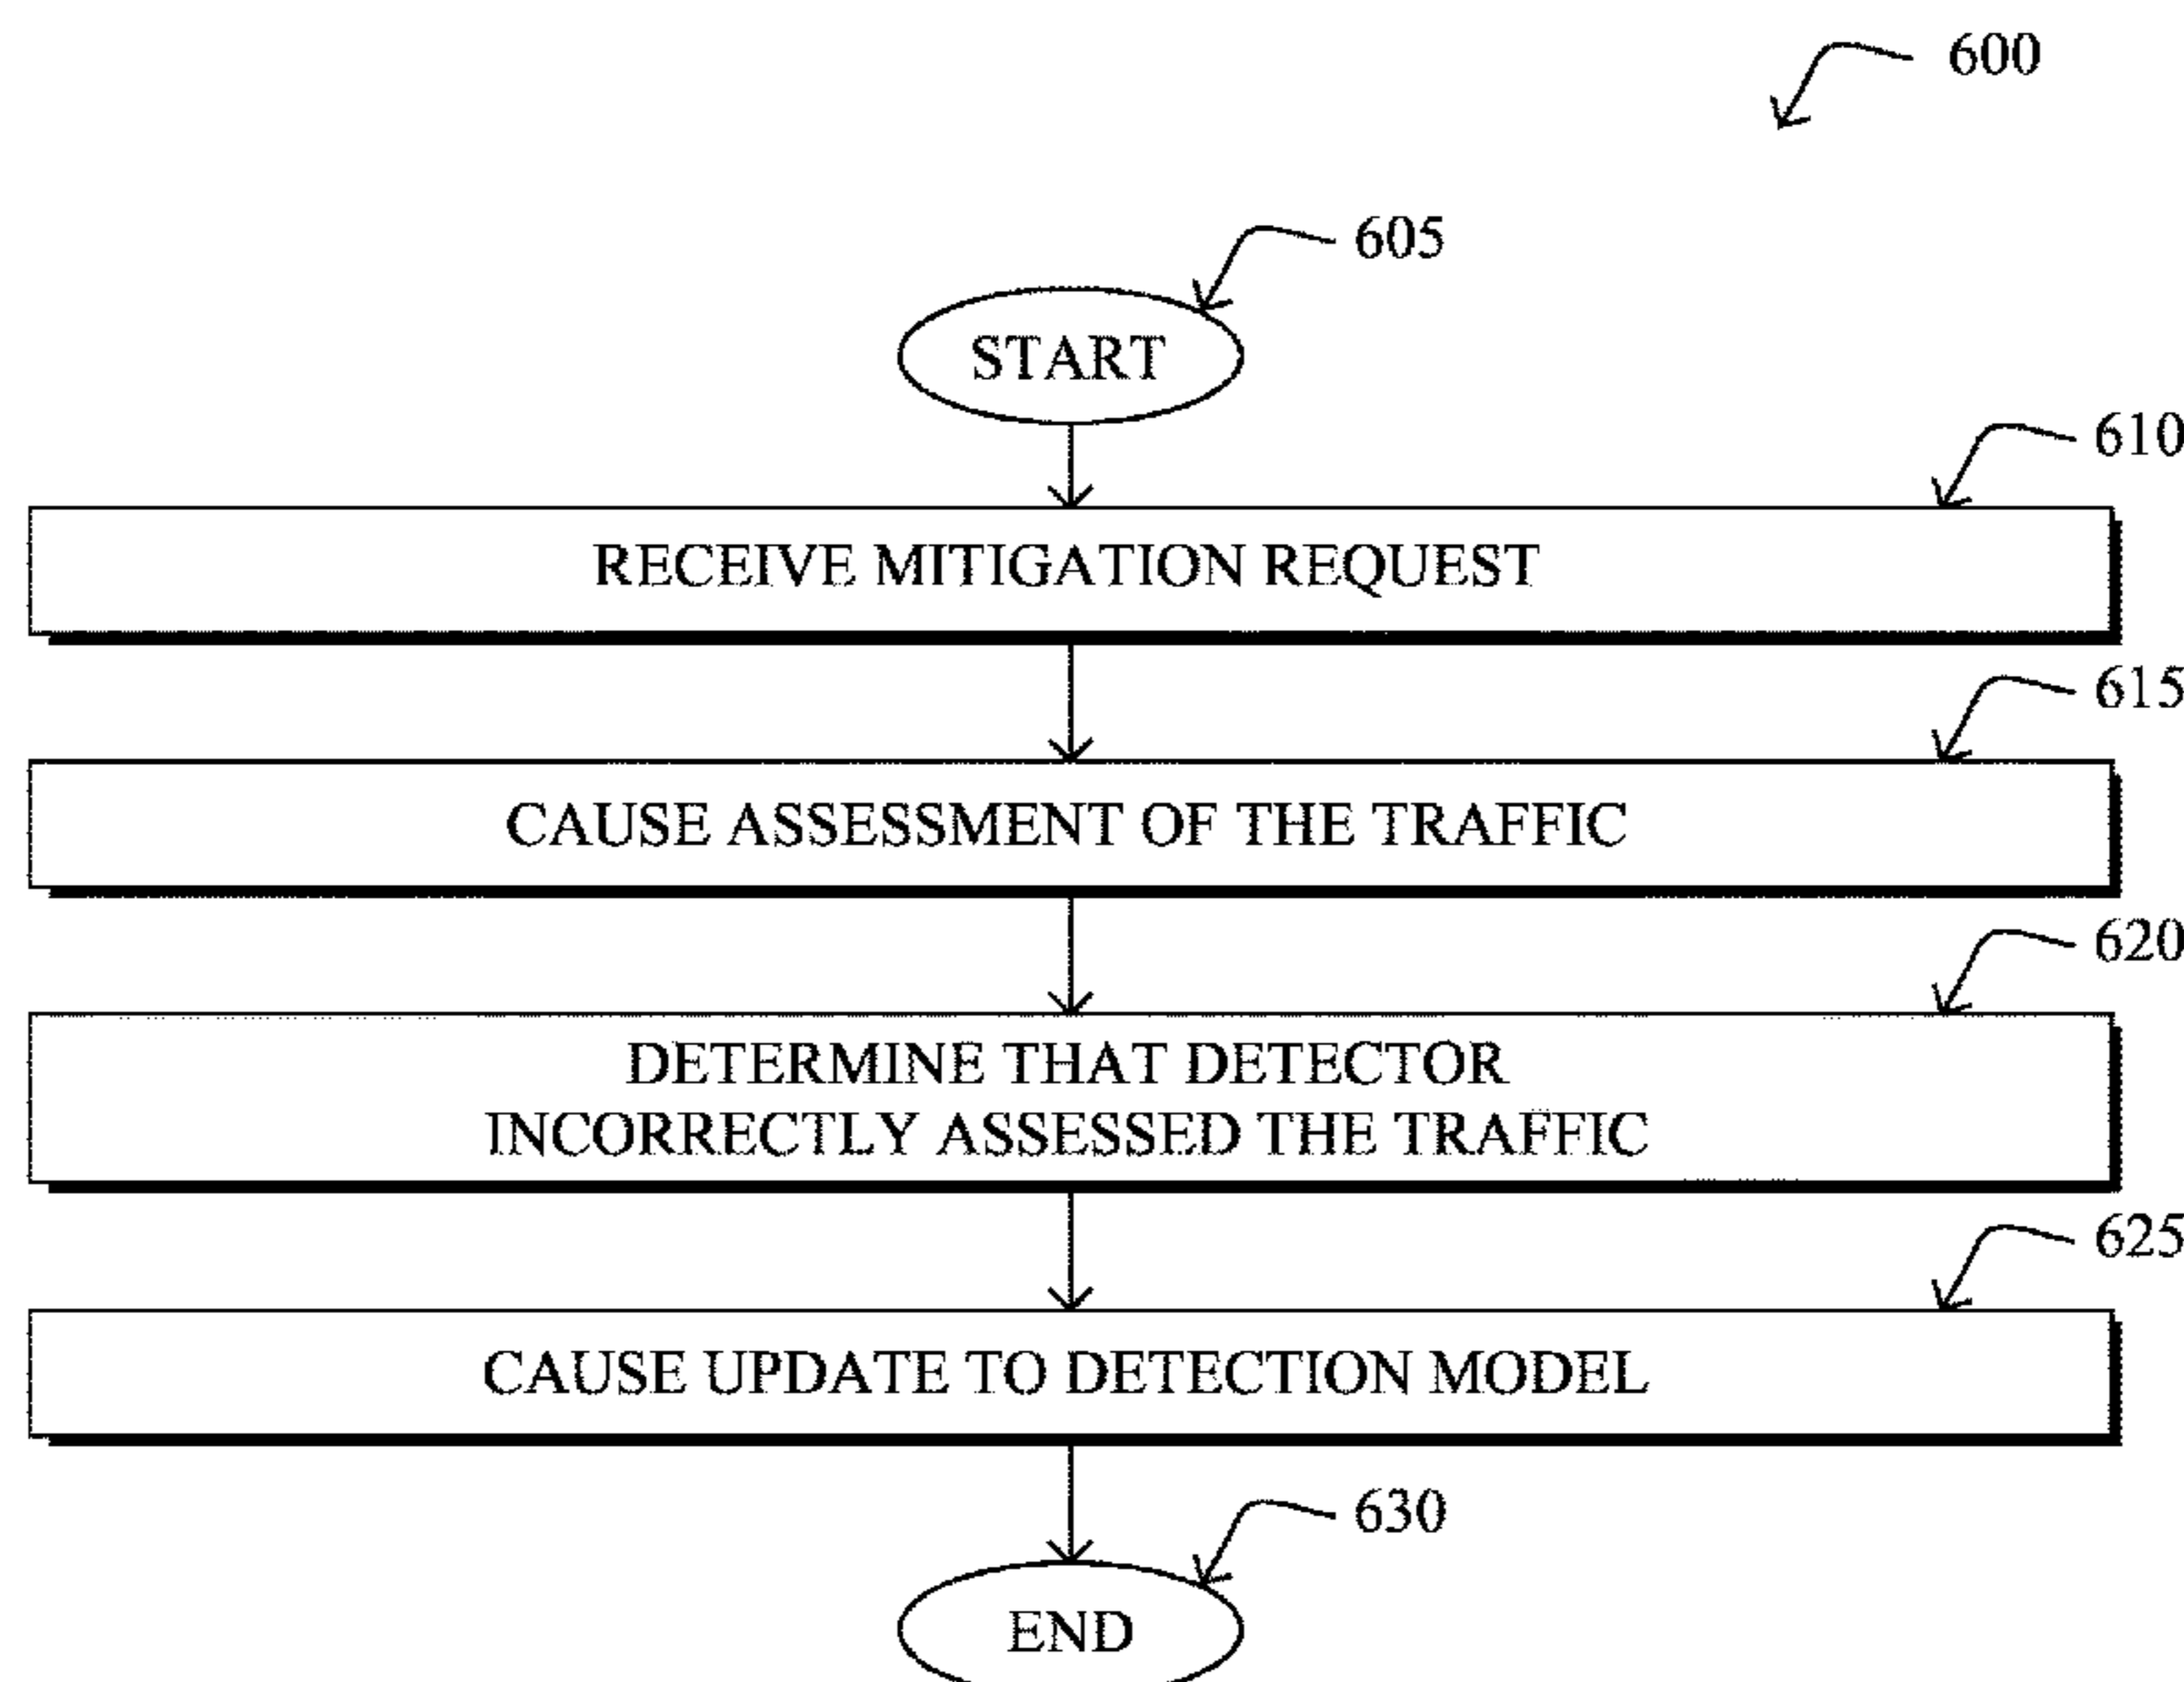 600
605
START
610
RECEIVE MITIGATION REQUEST
615
CAUSE ASSESSMENT OF THE TRAFFIC
620
DETERMINE THAT DETECTOR
INCORRECTLY ASSESSED THE TRAFFIC
625
CAUSE UPDATE TO DETECTION MODEL
630
END